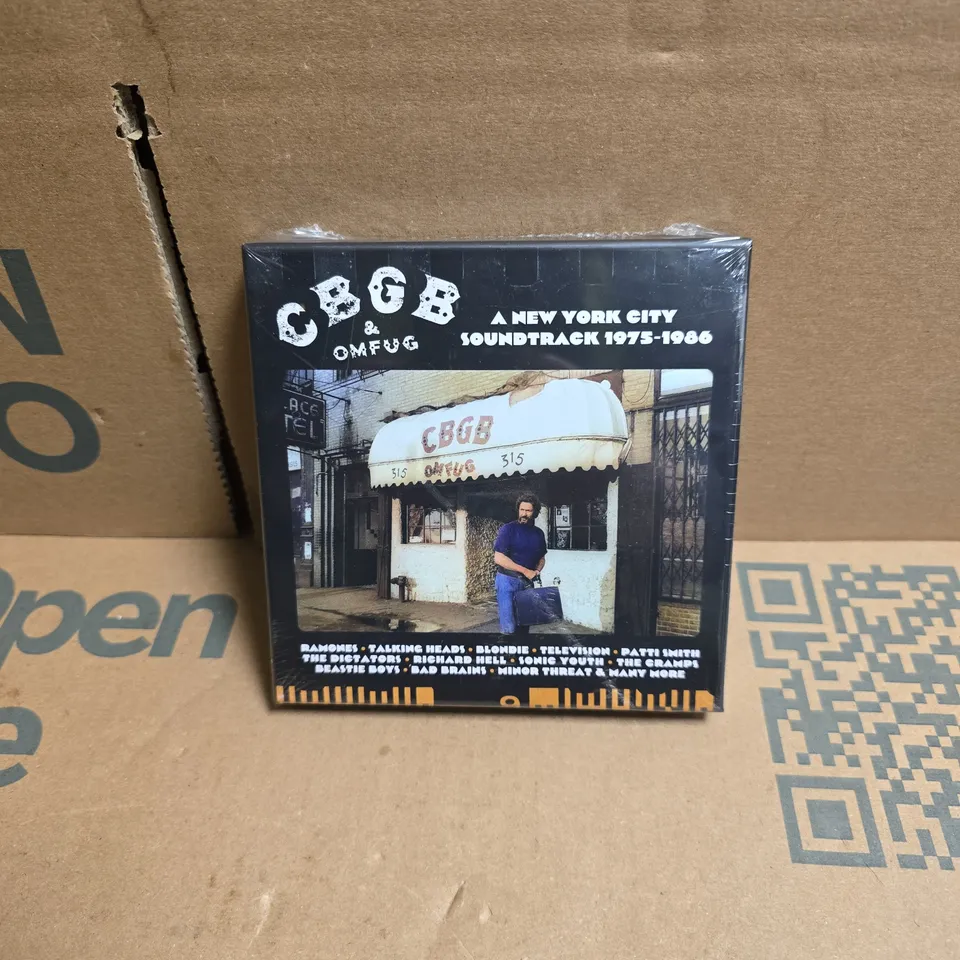 CBGB
&
OMFUG
A NEW YORK CITY
SOUNDTRACK 1975-1986
CBGB
315 OMFUG 315
RAMONES • TALKING HEADS • BLONDIE • TELEVISION • PATTI SMITH
THE DICTATORS • RICHARD HELL • SONIC YOUTH • THE CRAMPS
BEASTIE BOYS • BAD BRAINS • MINOR THREAT & MANY MORE
Open